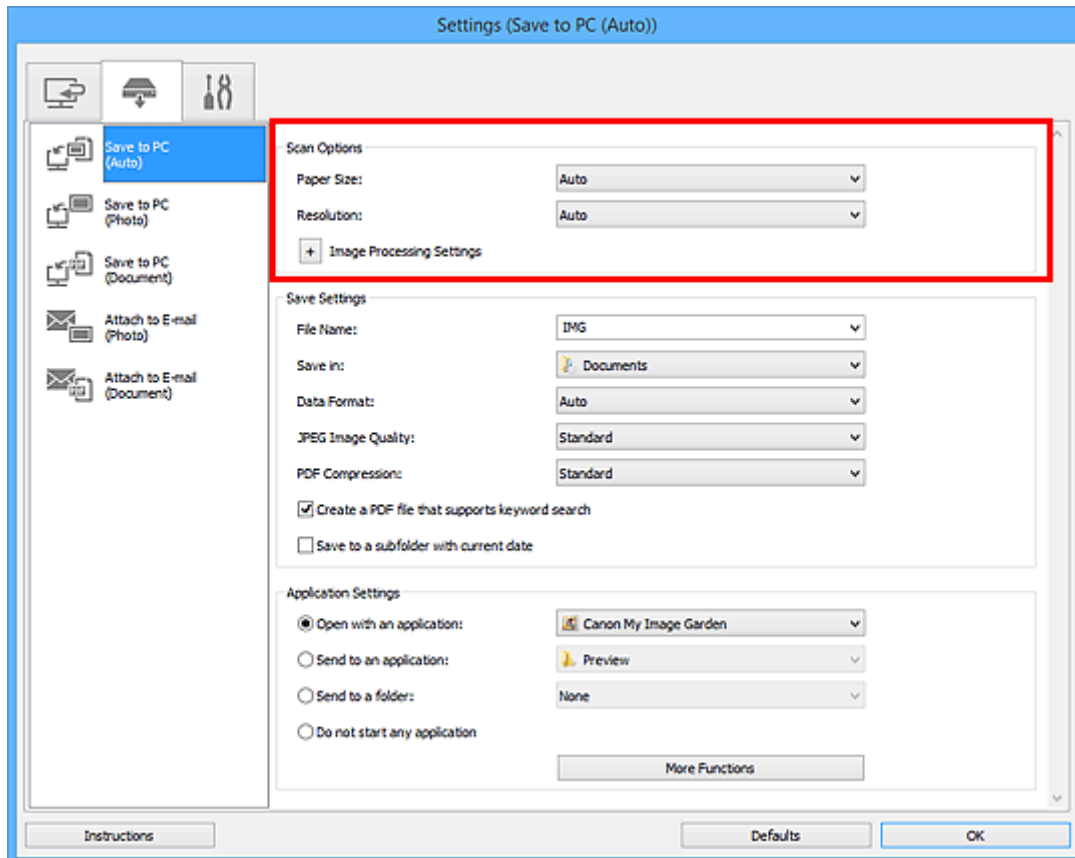 Settings (Save to PC (Auto))
Save to PC
(Auto)
Save to PC
(Photo)
Save to PC
(Document)
Attach to E-mail
(Photo)
Attach to E-mail
(Document)
Scan Options
Paper Size: Auto
Resolution: Auto
+ Image Processing Settings
Save Settings
File Name: IMG
Save in: Documents
Data Format: Auto
JPEG Image Quality: Standard
PDF Compression: Standard
Create a PDF file that supports keyword search
Save to a subfolder with current date
Application Settings
Open with an application: Canon My Image Garden
Send to an application: Preview
Send to a folder: None
Do not start any application
More Functions
Instructions Defaults OK